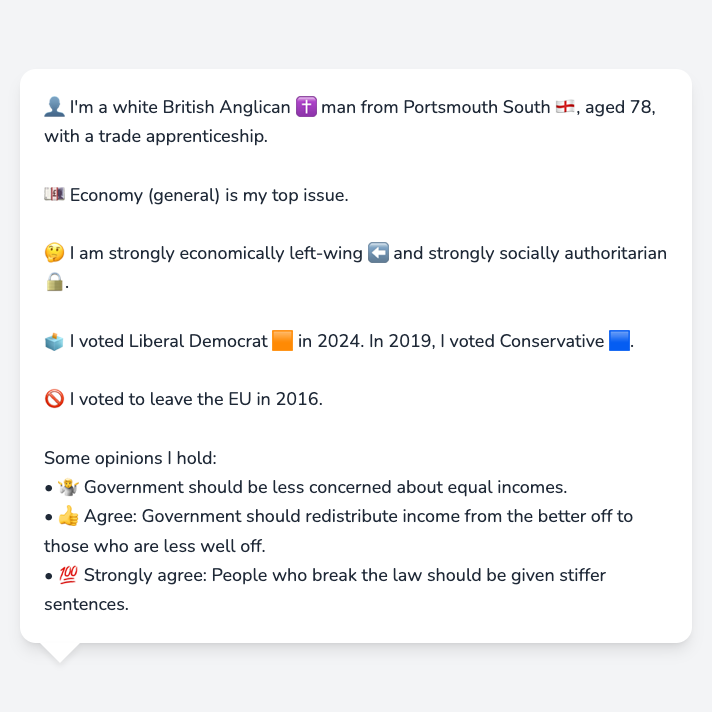 👤 I'm a white British Anglican ✝️ man from Portsmouth South 🏴󠁧󠁢󠁥󠁮󠁧󠁿, aged 78,
with a trade apprenticeship.
💷 Economy (general) is my top issue.
🤔 I am strongly economically left-wing ⬅️ and strongly socially authoritarian
🔒.
🗳️ I voted Liberal Democrat 🟧 in 2024. In 2019, I voted Conservative 🟦.
🚫 I voted to leave the EU in 2016.
Some opinions I hold:
• 🤷 Government should be less concerned about equal incomes.
• 👍 Agree: Government should redistribute income from the better off to
those who are less well off.
• 💯 Strongly agree: People who break the law should be given stiffer
sentences.